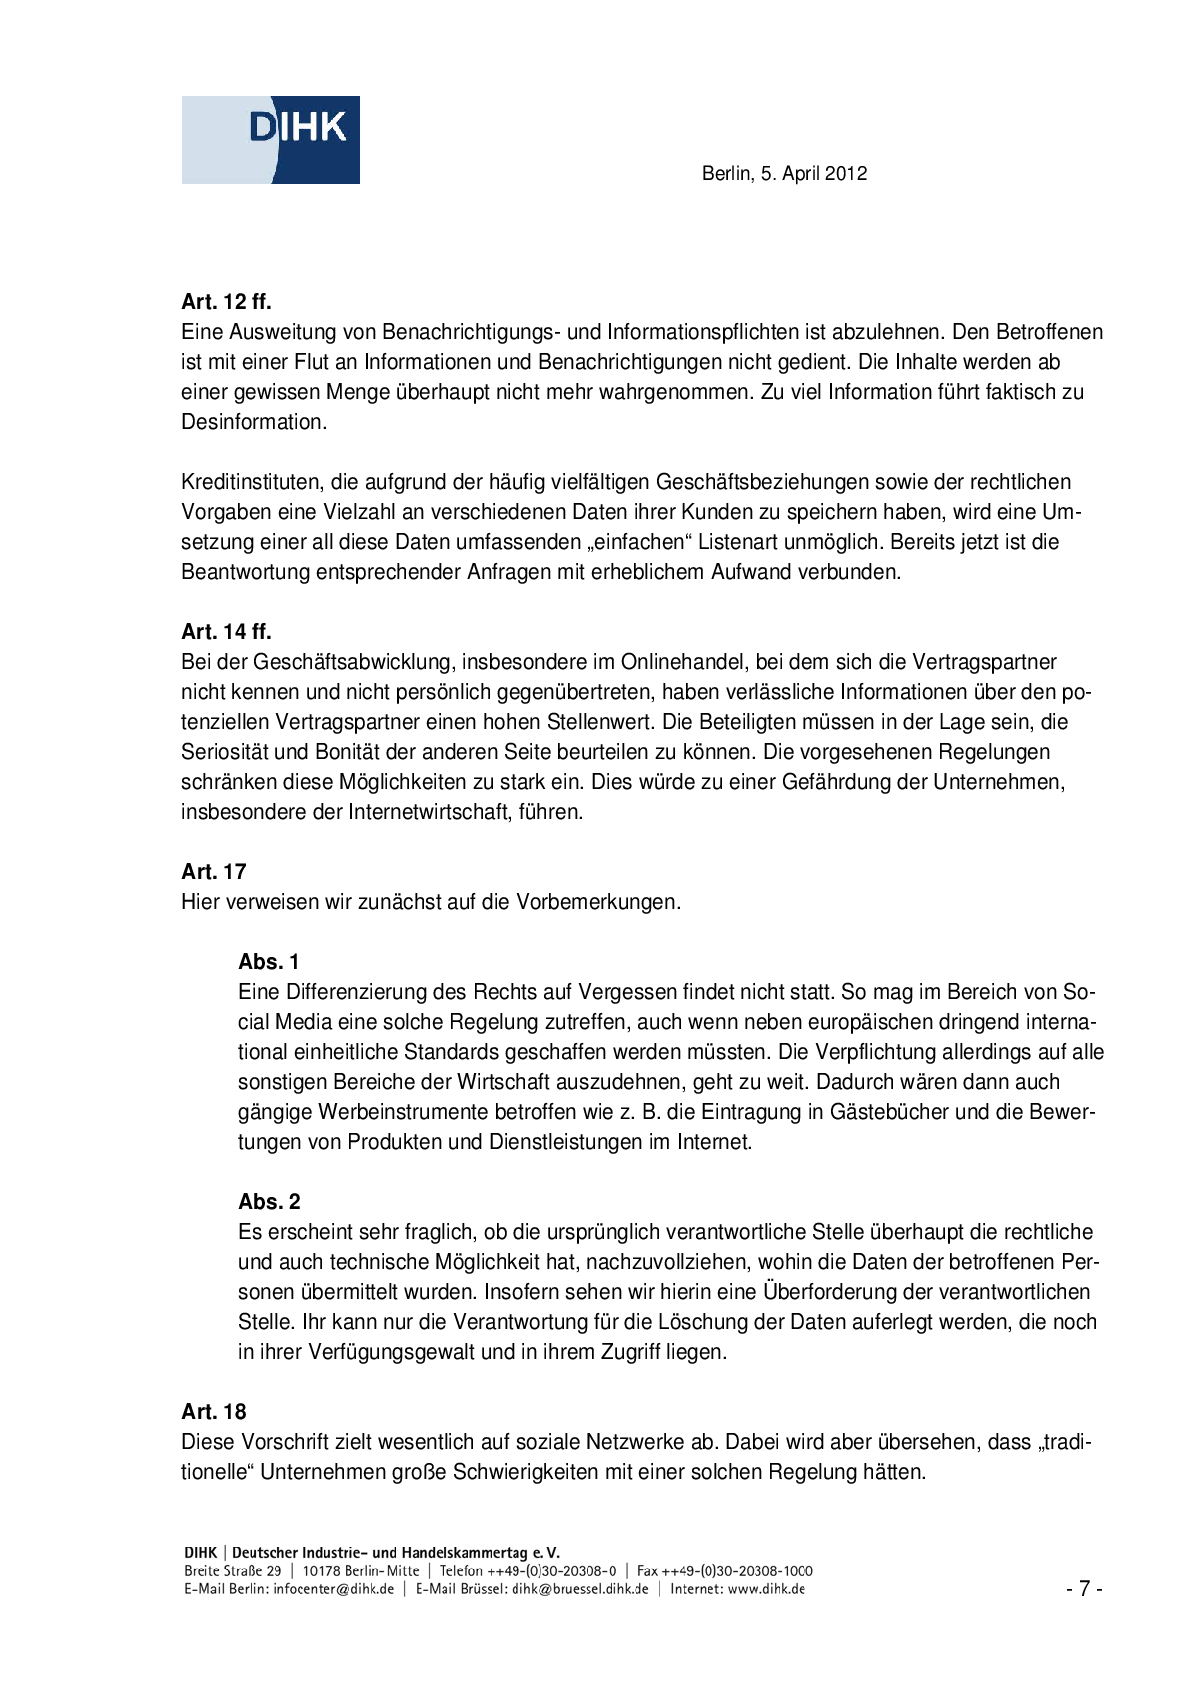 DIHK
Berlin, 5. April 2012
Art. 12 ff.
Eine Ausweitung von Benachrichtigungs- und Informationspflichten ist abzulehnen. Den Betroffenen
ist mit einer Flut an Informationen und Benachrichtigungen nicht gedient. Die Inhalte werden ab
einer gewissen Menge überhaupt nicht mehr wahrgenommen. Zu viel Information führt faktisch zu
Desinformation.
Kreditinstituten, die aufgrund der häufig vielfältigen Geschäftsbeziehungen sowie der rechtlichen
Vorgaben eine Vielzahl an verschiedenen Daten ihrer Kunden zu speichern haben, wird eine Um-
setzung einer all diese Daten umfassenden „einfachen“ Listenart unmöglich. Bereits jetzt ist die
Beantwortung entsprechender Anfragen mit erheblichem Aufwand verbunden.
Art. 14 ff.
Bei der Geschäftsabwicklung, insbesondere im Onlinehandel, bei dem sich die Vertragspartner
nicht kennen und nicht persönlich gegenübertreten, haben verlässliche Informationen über den po-
tenziellen Vertragspartner einen hohen Stellenwert. Die Beteiligten müssen in der Lage sein, die
Seriosität und Bonität der anderen Seite beurteilen zu können. Die vorgesehenen Regelungen
schränken diese Möglichkeiten zu stark ein. Dies würde zu einer Gefährdung der Unternehmen,
insbesondere der Internetwirtschaft, führen.
Art. 17
Hier verweisen wir zunächst auf die Vorbemerkungen.
Abs. 1
Eine Differenzierung des Rechts auf Vergessen findet nicht statt. So mag im Bereich von So-
cial Media eine solche Regelung zutreffen, auch wenn neben europäischen dringend interna-
tional einheitliche Standards geschaffen werden müssten. Die Verpflichtung allerdings auf alle
sonstigen Bereiche der Wirtschaft auszudehnen, geht zu weit. Dadurch wären dann auch
gängige Werbeinstrumente betroffen wie z. B. die Eintragung in Gästebücher und die Bewer-
tungen von Produkten und Dienstleistungen im Internet.
Abs. 2
Es erscheint sehr fraglich, ob die ursprünglich verantwortliche Stelle überhaupt die rechtliche
und auch technische Möglichkeit hat, nachzuvollziehen, wohin die Daten der betroffenen Per-
sonen übermittelt wurden. Insofern sehen wir hierin eine Überforderung der verantwortlichen
Stelle. Ihr kann nur die Verantwortung für die Löschung der Daten auferlegt werden, die noch
in ihrer Verfügungsgewalt und in ihrem Zugriff liegen.
Art. 18
Diese Vorschrift zielt wesentlich auf soziale Netzwerke ab. Dabei wird aber übersehen, dass „tradi-
tionelle“ Unternehmen große Schwierigkeiten mit einer solchen Regelung hätten.
DIHK | Deutscher Industrie- und Handelskammertag e. V.
Breite Straße 29 | 10178 Berlin-Mitte | Telefon ++49-(0)30-20308-0 | Fax ++49-(0)30-20308-1000
E-Mail Berlin: infocenter@dihk.de | E-Mail Brüssel: dihk@bruessel.dihk.de | Internet: www.dihk.de
- 7 -